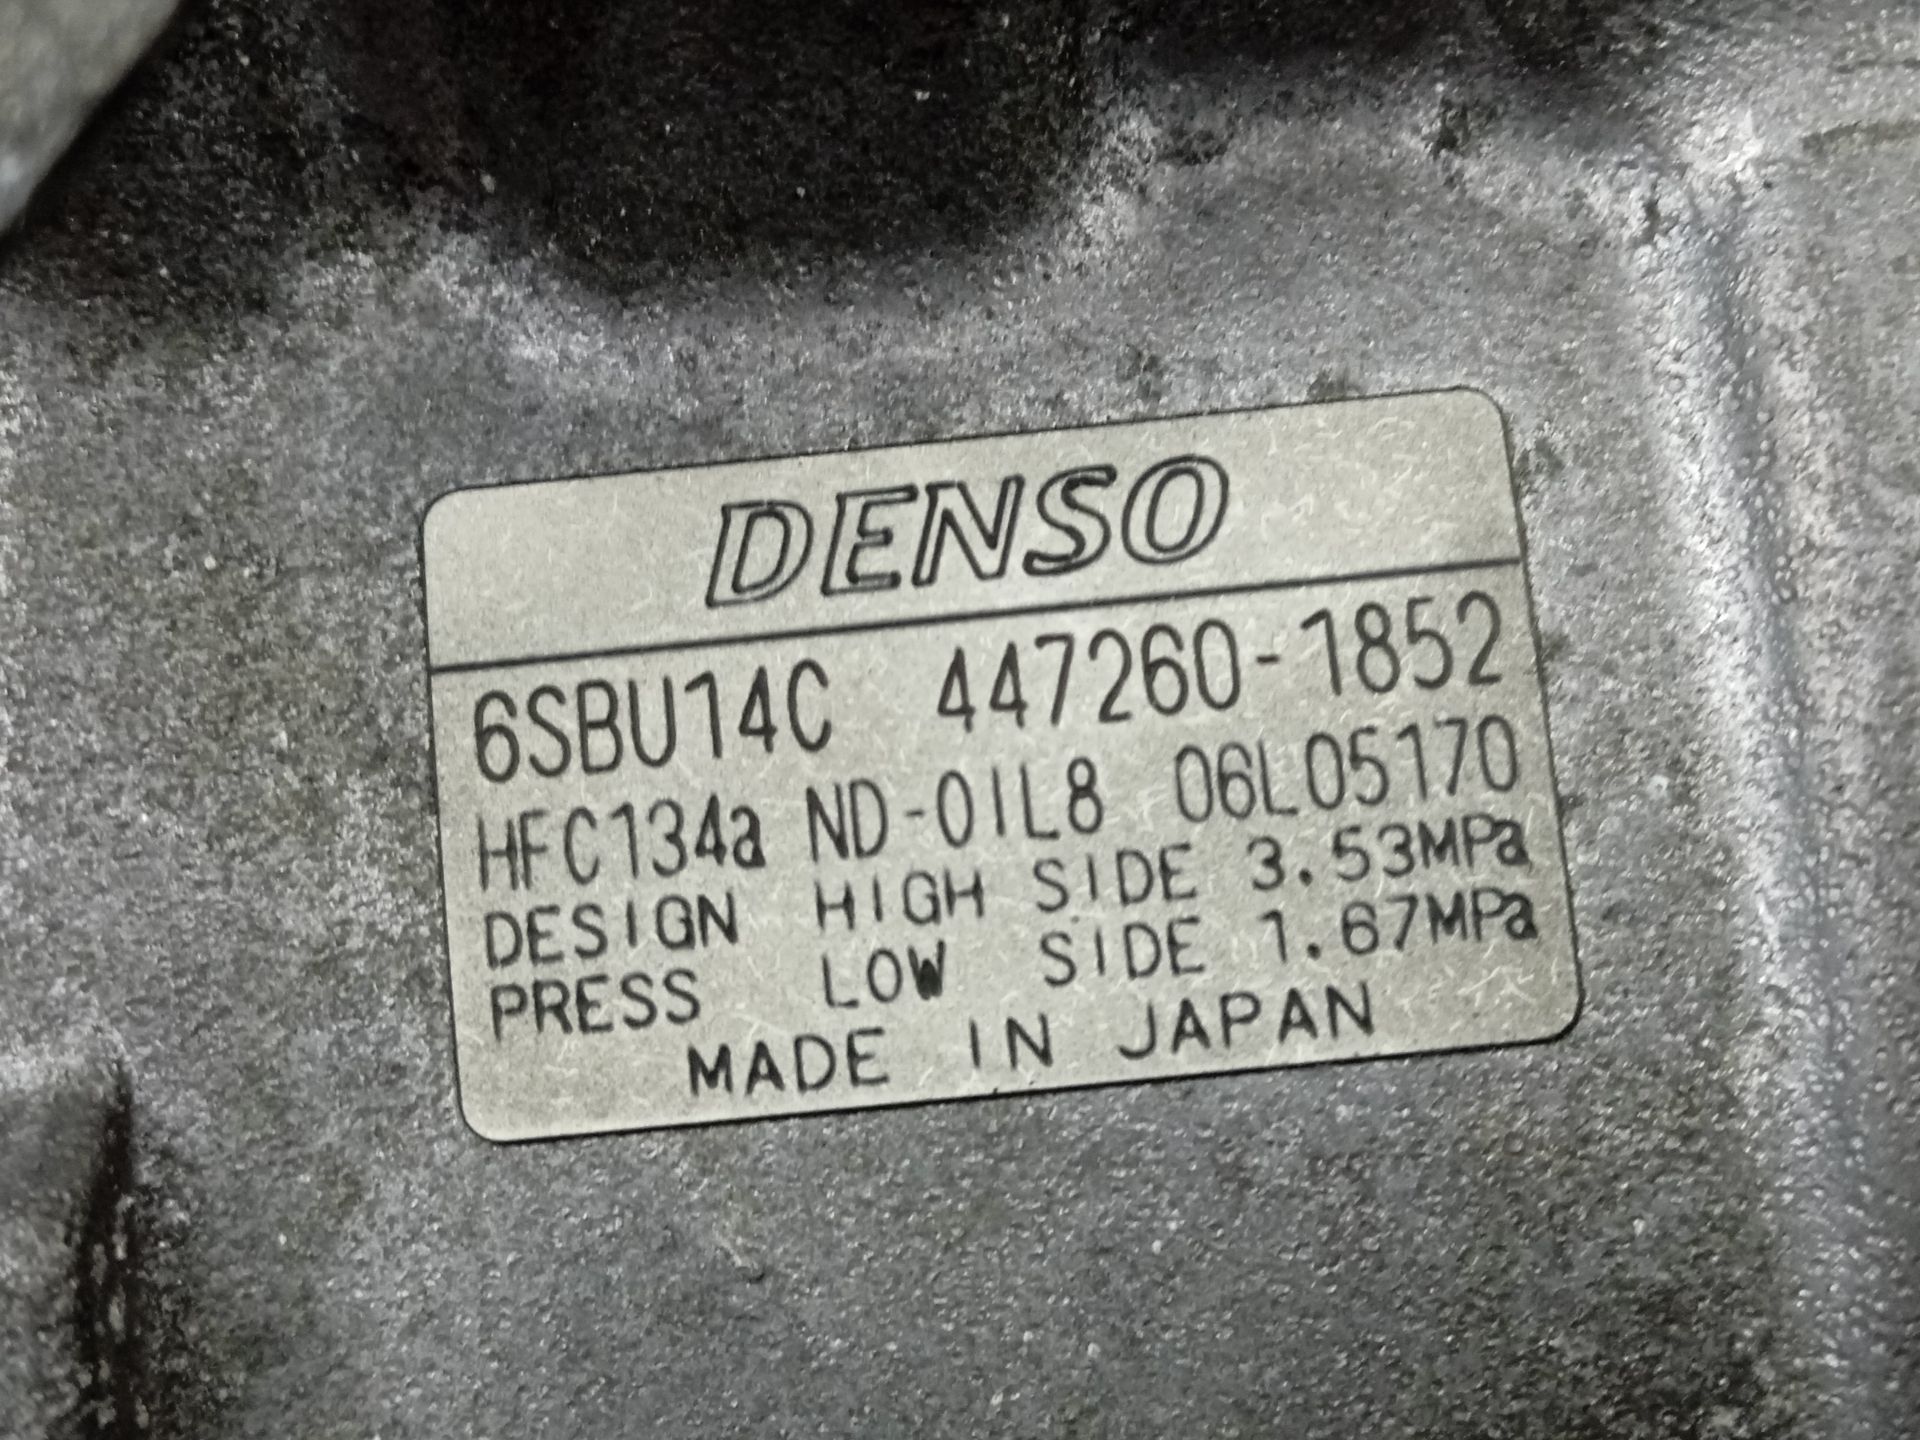 DENSO
6SBU14C 447260-1852
HFC134a ND-OIL8 06L05170
DESIGN HIGH SIDE 3.53MPa
PRESS LOW SIDE 1.67MPa
MADE IN JAPAN